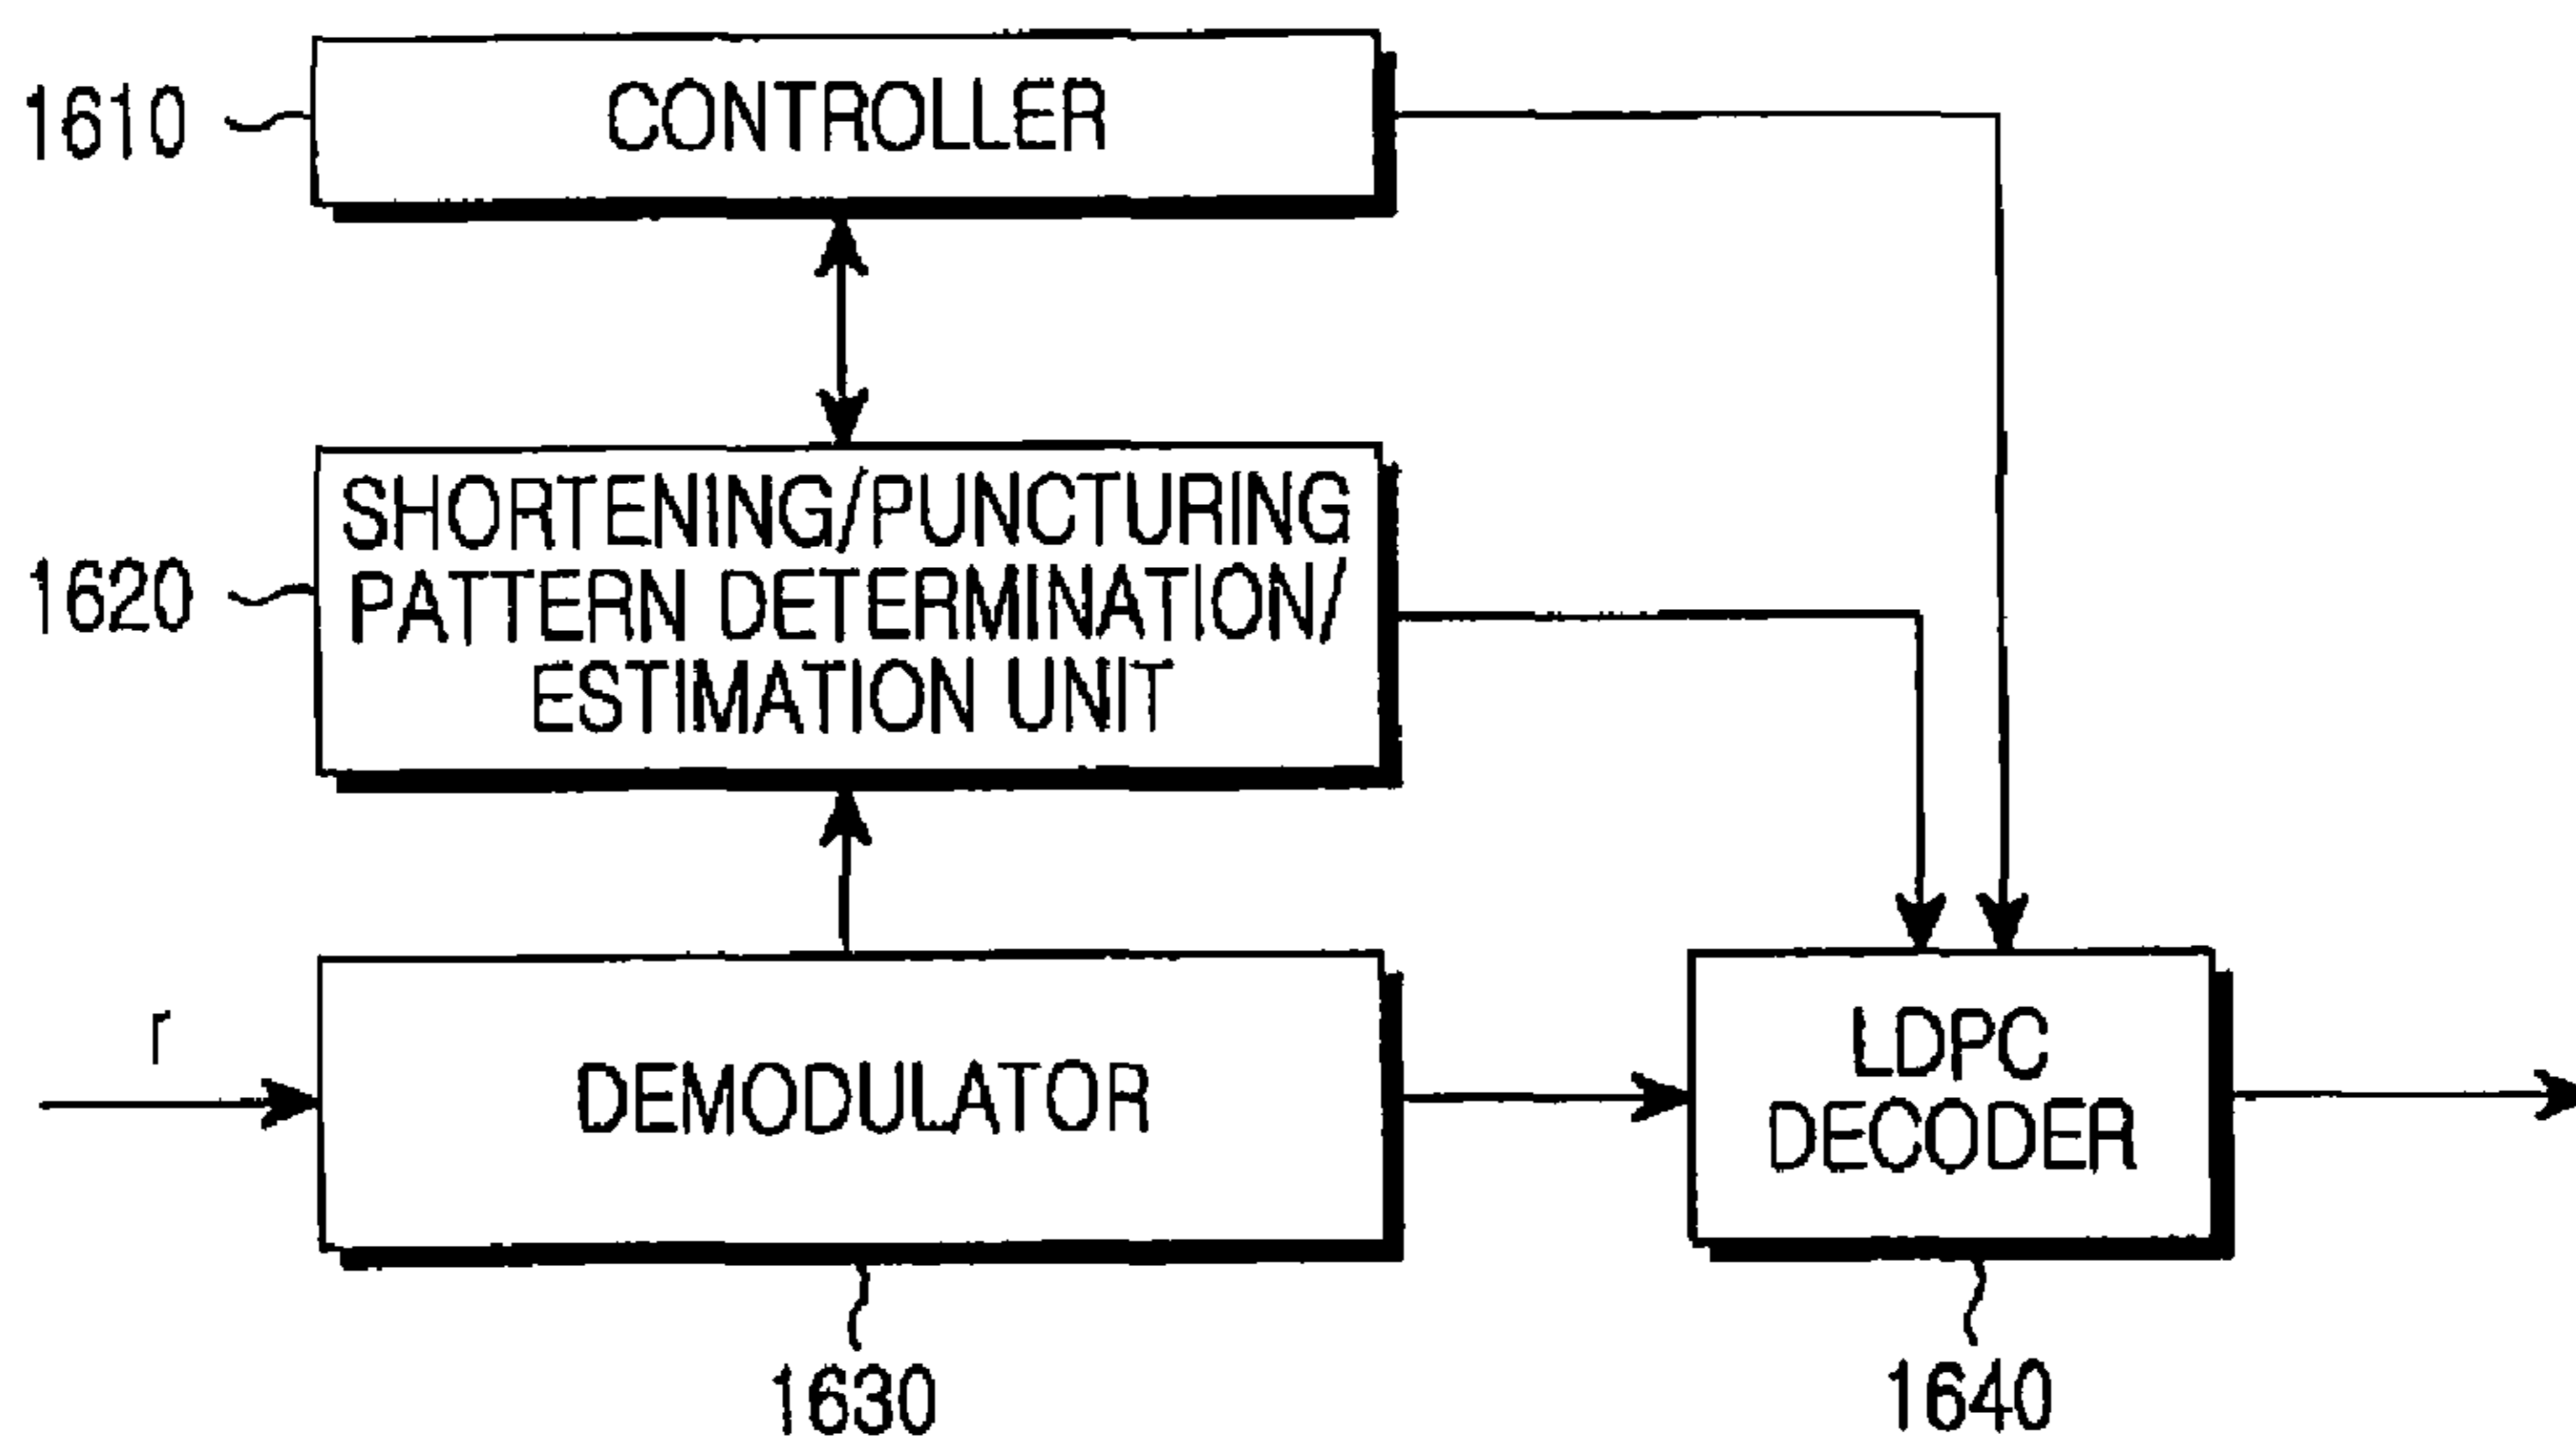 1610
CONTROLLER
1620
SHORTENING/PUNCTURING
PATTERN DETERMINATION/
ESTIMATION UNIT
r
DEMODULATOR
LDPC
DECODER
1630
1640